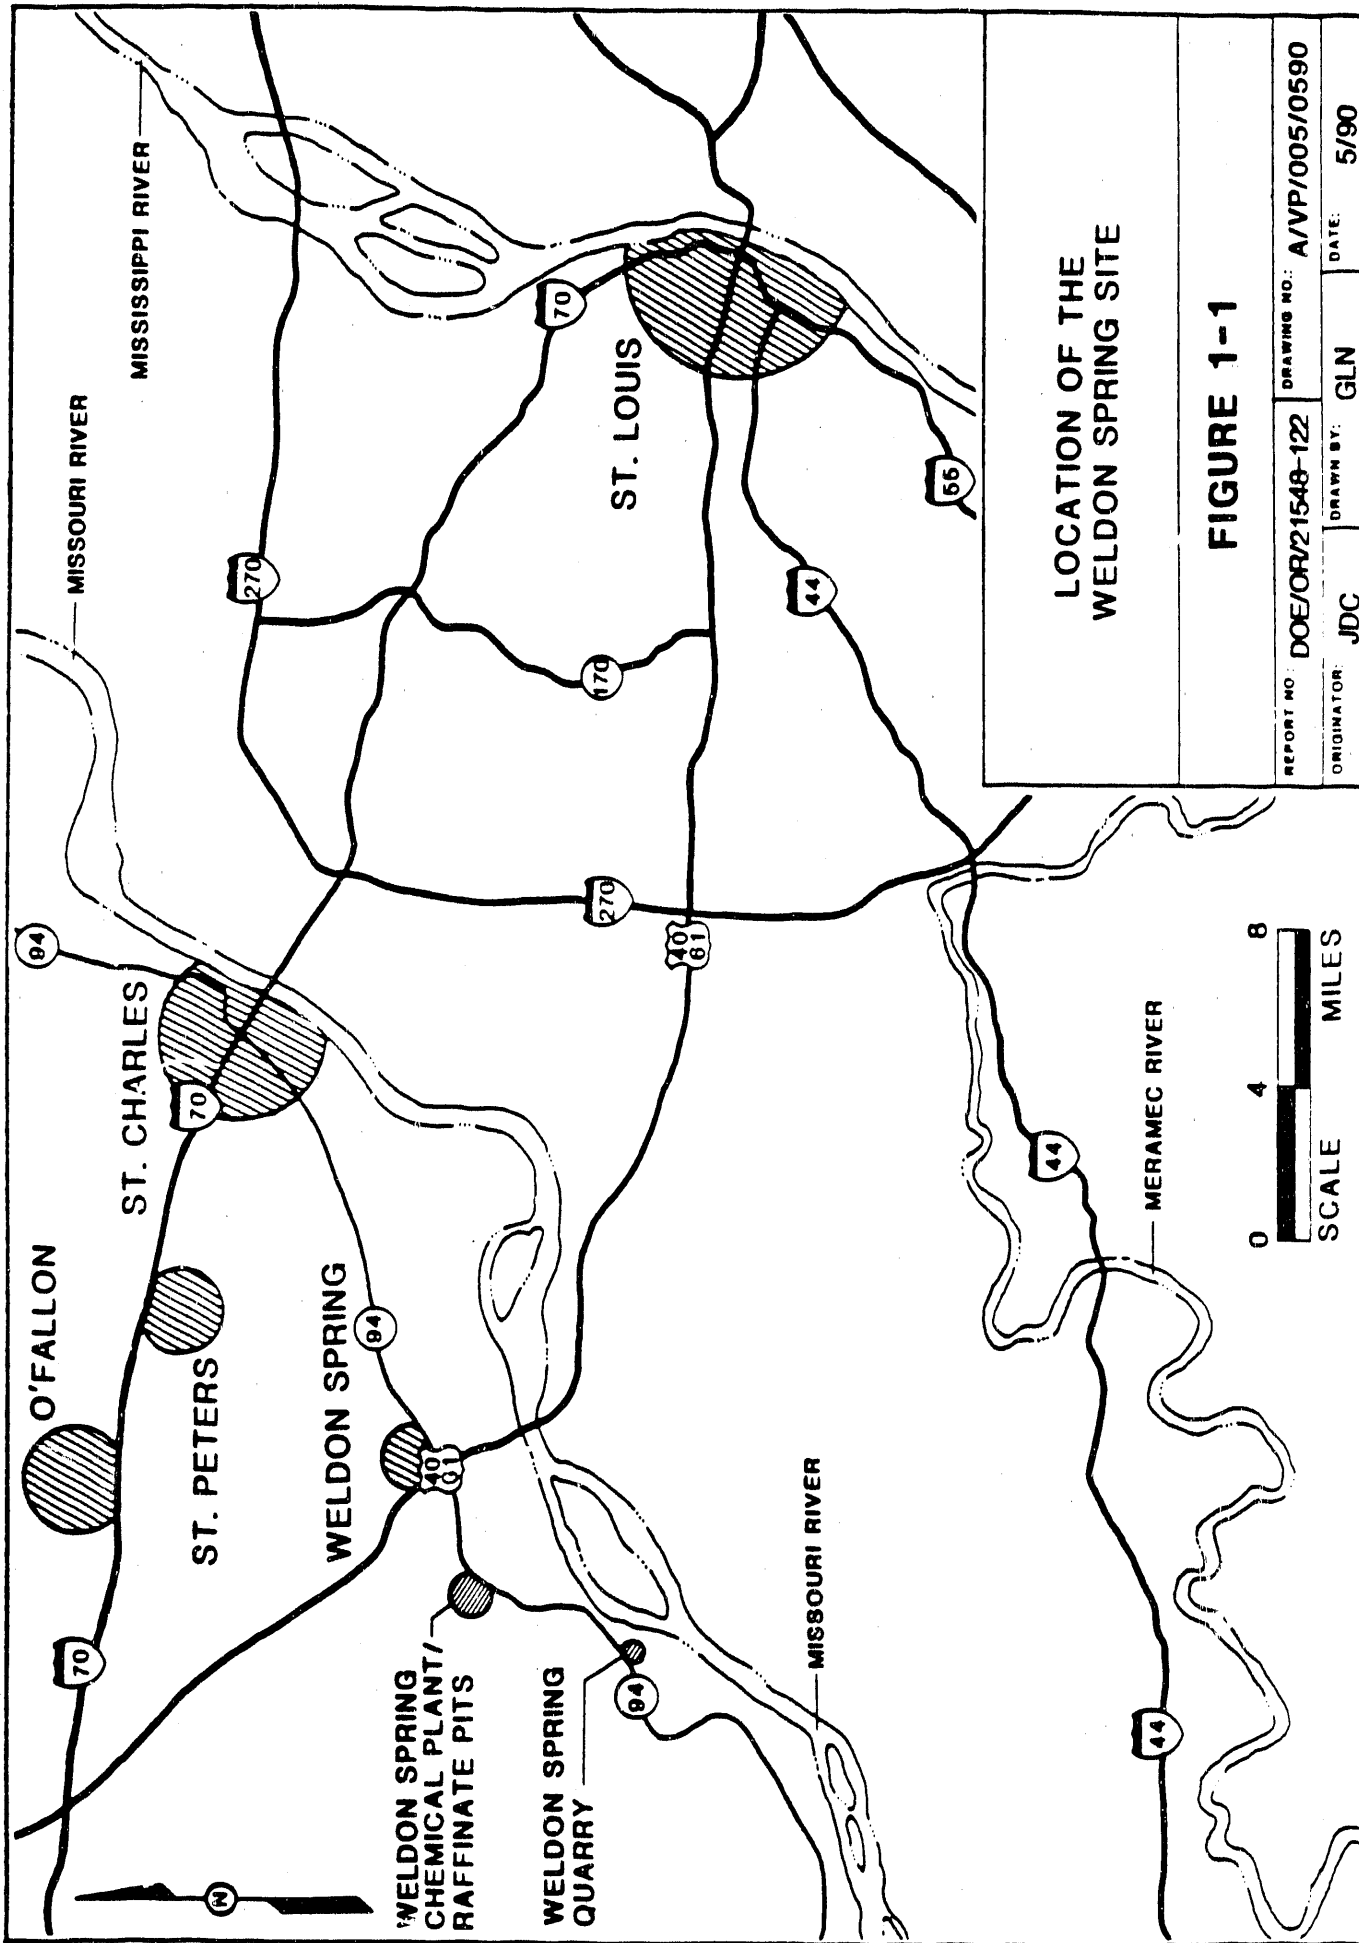 MISSISSIPPI RIVER
MISSOURI RIVER
94
270
ST. CHARLES
70
O'FALLON
70
ST. PETERS
70
ST. LOUIS
170
WELDON SPRING
94
270
40
61
40
61
44
55
WELDON SPRING
CHEMICAL PLANT/
RAFFINATE PITS
WELDON SPRING
QUARRY
94
MISSOURI RIVER
44
44
MERAMEC RIVER
N
0 4 8
SCALE MILES
LOCATION OF THE
WELDON SPRING SITE
FIGURE 1-1
REPORT NO.: DOE/OR/21548-122
DRAWING NO.: A/VP/005/0590
ORIGINATOR: JDC
DRAWN BY: GLN
DATE: 5/90